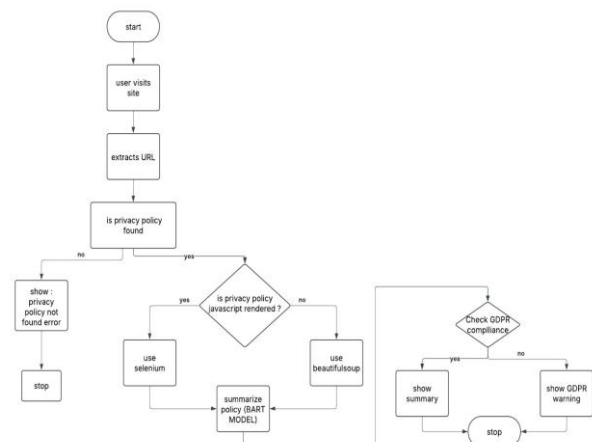 start
user visits
site
extracts URL
is privacy policy
found
no
yes
show :
privacy
policy not
found error
stop
is privacy policy
javascript rendered ?
yes
no
use
selenium
use
beautifulsoup
summarize
policy (BART
MODEL)
Check GDPR
compliance
yes
no
show
summary
show GDPR
warning
stop